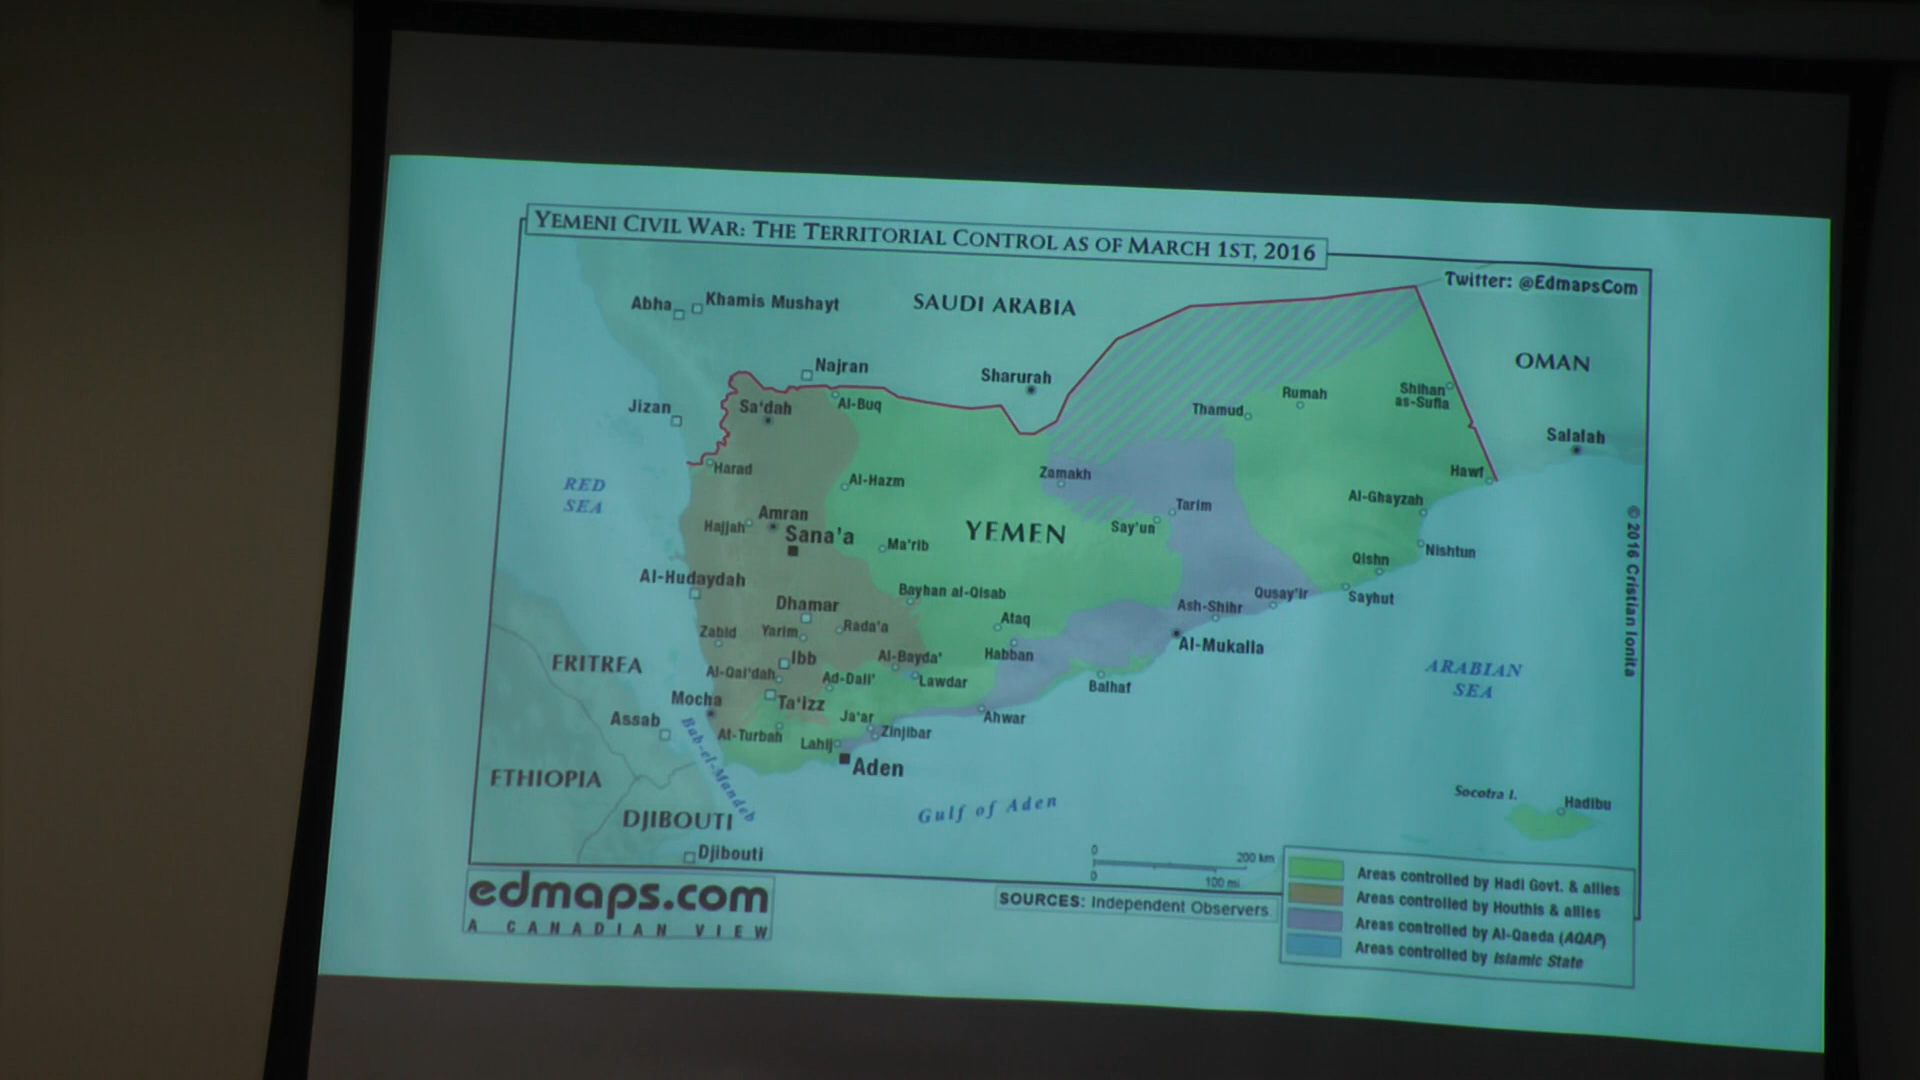 YEMENI CIVIL WAR: THE TERRITORIAL CONTROL AS OF MARCH 1ST, 2016
Twitter: @EdmapsCom
Abha
Khamis Mushayt
SAUDI ARABIA
OMAN
Najran
Sharurah
Jizan
Sa'dah
Al-Buq
Thamud
Rumah
Shihan
as-Sufla
Salalah
Harad
Al-Hazm
Zamakh
Hawf
RED
SEA
Al-Ghayzah
Hajjah
Amran
Sana'a
Ma'rib
YEMEN
Say'un
Tarim
Nishtun
Qishn
Al-Hudaydah
Bayhan al-Qisab
Qusay'ir
Sayhut
Dhamar
Ash-Shihr
Zabid
Yarim
Rada'a
Ataq
Al-Mukalla
Ibb
Al-Bayda'
Habban
ERITREA
Al-Qai'dah
Ad-Dali'
Lawdar
Balhaf
ARABIAN
SEA
Mocha
Ta'izz
Ja'ar
Ahwar
Assab
At-Turbah
Lahij
Zinjibar
Bab-el-Mandeb
Aden
ETHIOPIA
Gulf of Aden
Socotra I.
Hadibu
DJIBOUTI
Djibouti
© 2016 Cristian Ionita
0
200 km
0
100 mi
edmaps.com
A CANADIAN VIEW
SOURCES: Independent Observers
Areas controlled by Hadi Govt. & allies
Areas controlled by Houthis & allies
Areas controlled by Al-Qaeda (AQAP)
Areas controlled by Islamic State